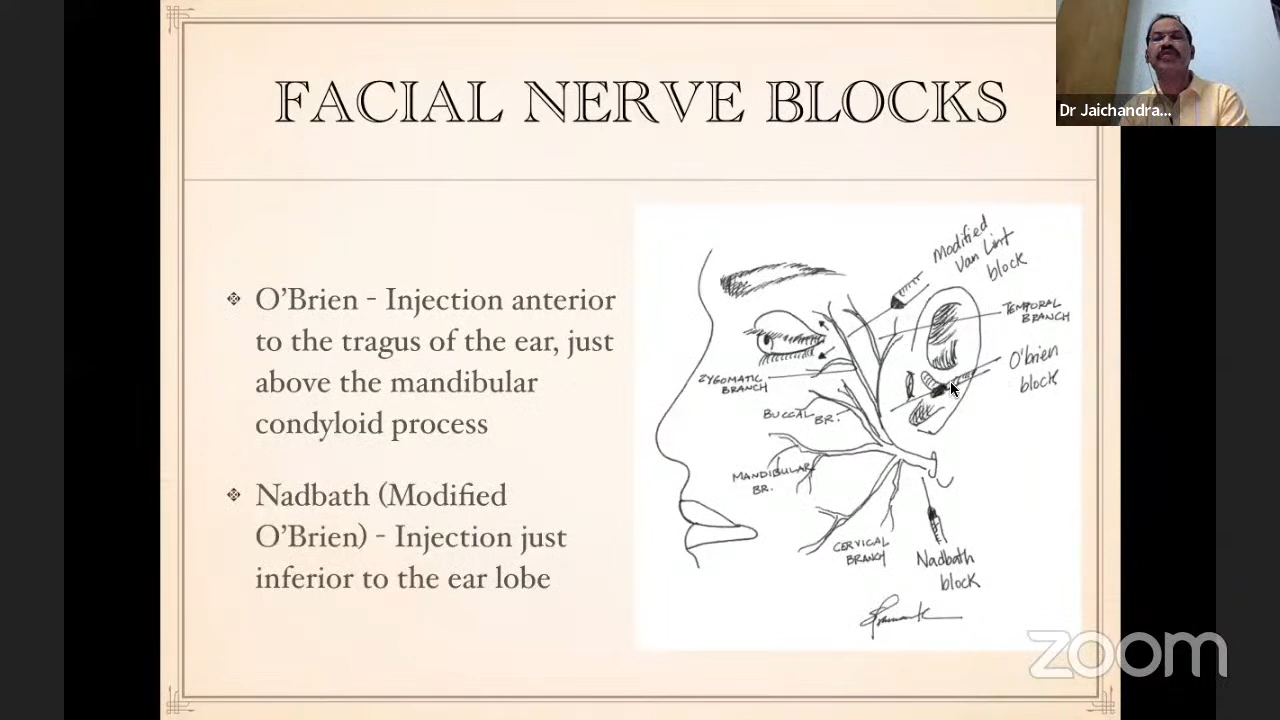 FACIAL NERVE BLOCKS
Dr Jaichandra...
❖ O'Brien - Injection anterior
to the tragus of the ear, just
above the mandibular
condyloid process
❖ Nadbath (Modified
O'Brien) - Injection just
inferior to the ear lobe
Modified
Van Lint
block
TEMPORAL
BRANCH
O'brien
block
ZYGOMATIC
BRANCH
BUCCAL BR.
MANDIBULAR
BR.
CERVICAL
BRANCH
Nadbath
block
zoom